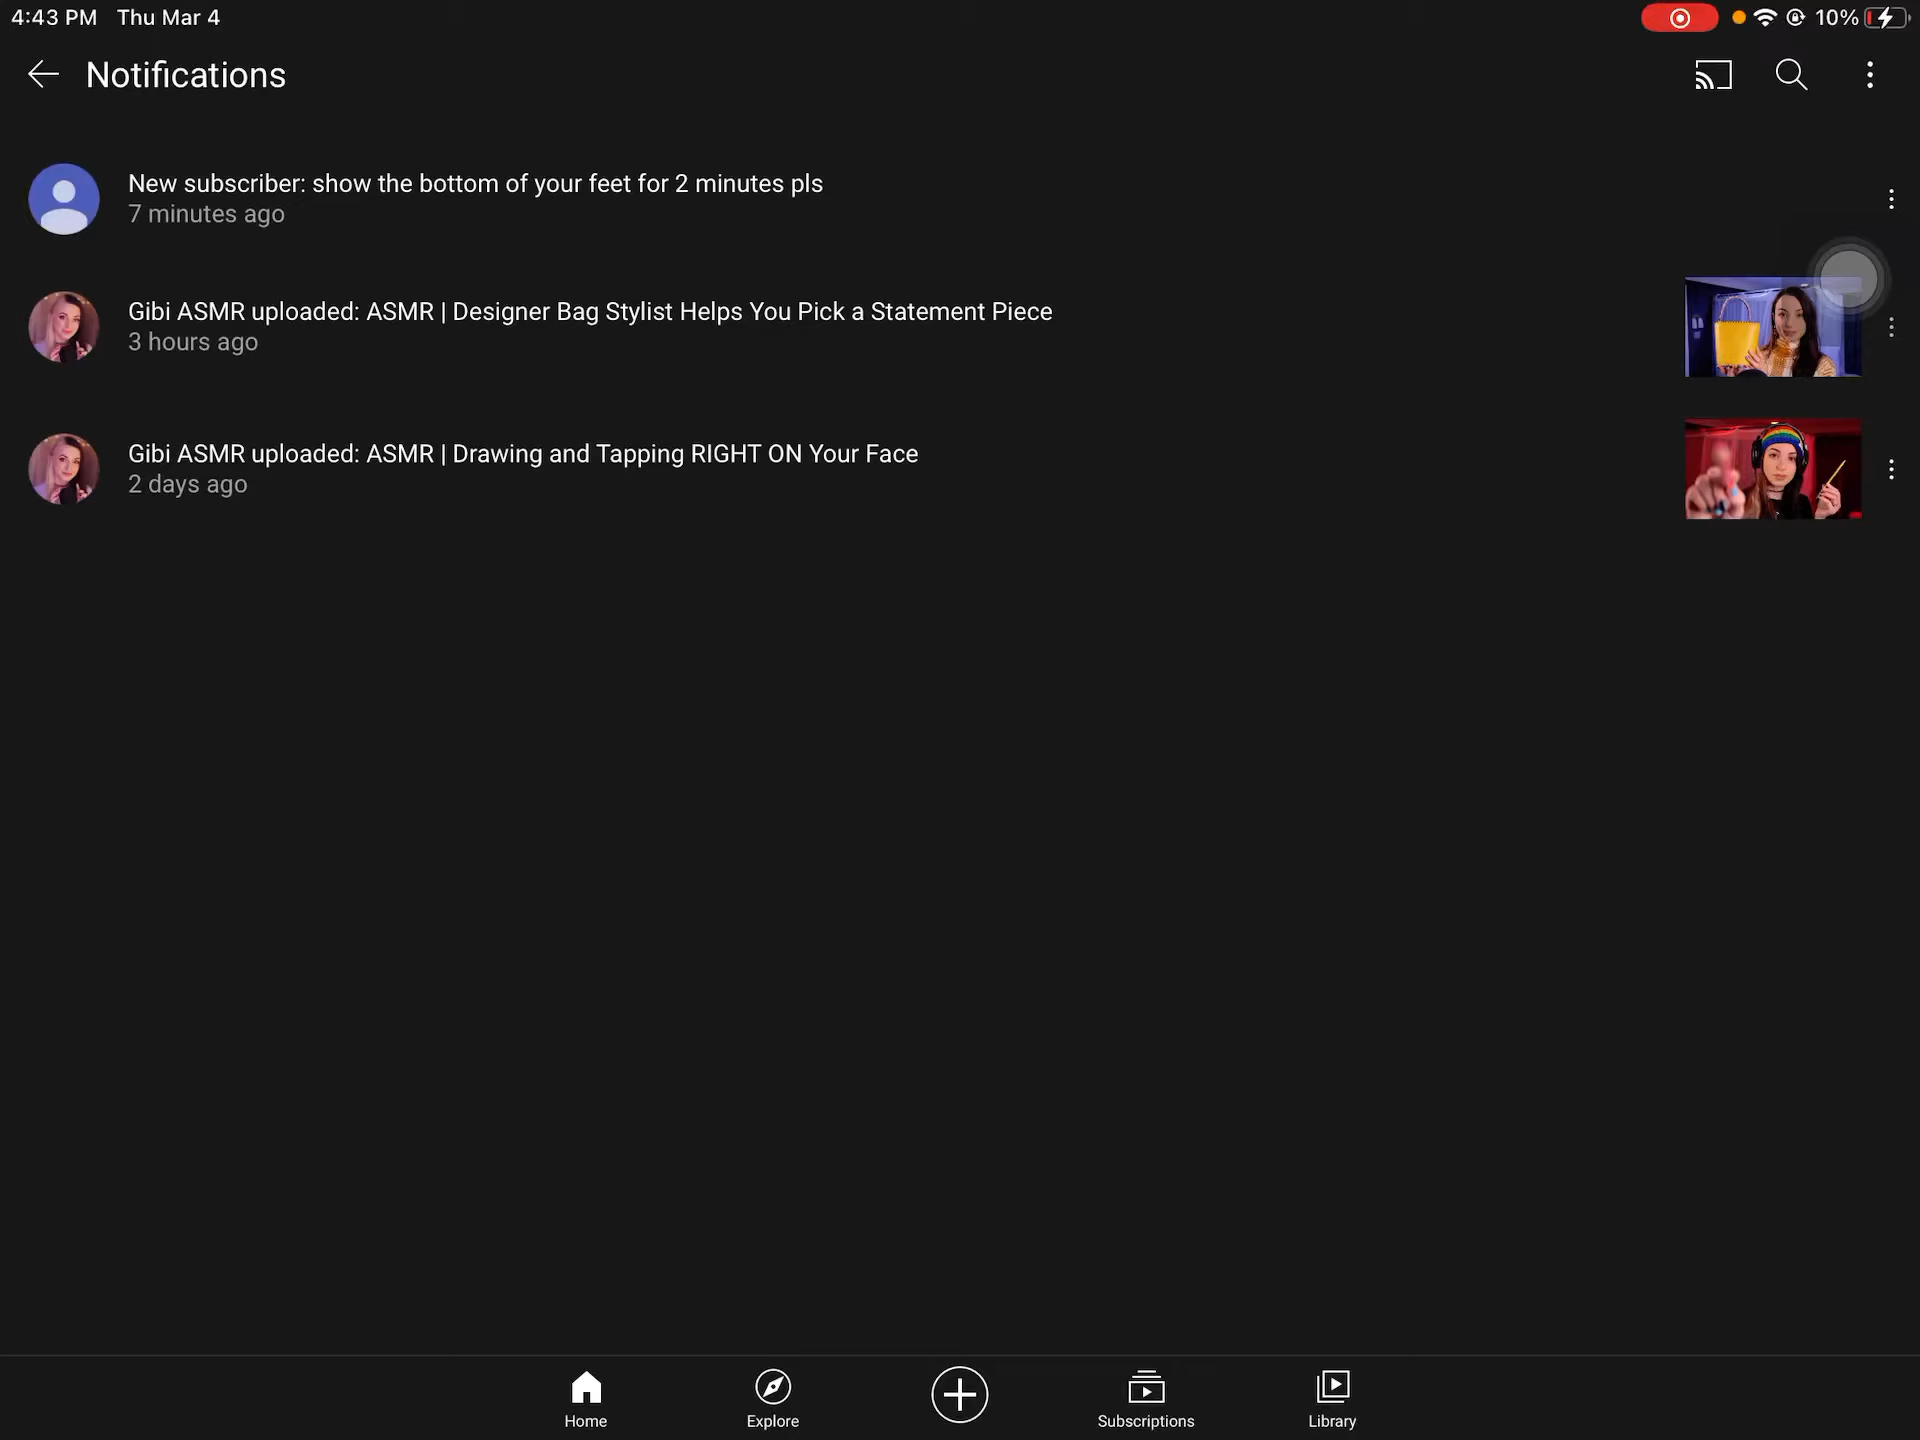 4:43 PM Thu Mar 4
10%
Notifications
New subscriber: show the bottom of your feet for 2 minutes pls
7 minutes ago
Gibi ASMR uploaded: ASMR | Designer Bag Stylist Helps You Pick a Statement Piece
3 hours ago
Gibi ASMR uploaded: ASMR | Drawing and Tapping RIGHT ON Your Face
2 days ago
Home
Explore
Subscriptions
Library